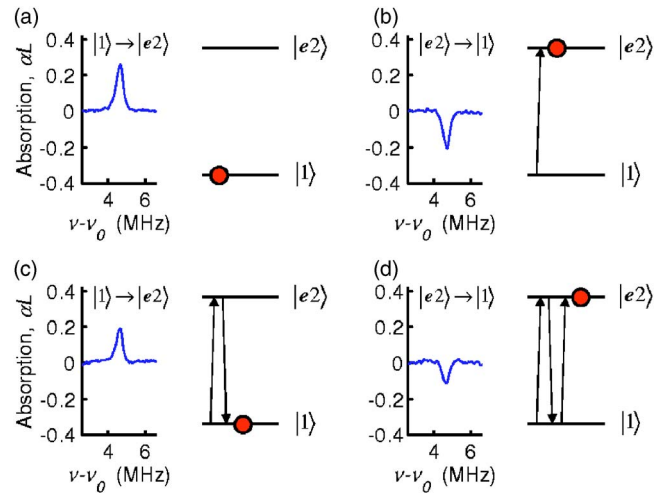 (a)
|1⟩→|e2⟩
0.4
0.2
0
-0.2
-0.4
Absorption, αL
4 6
ν-ν0 (MHz)
|e2⟩
|1⟩
(b)
|e2⟩→|1⟩
0.4
0.2
0
-0.2
-0.4
4 6
ν-ν0 (MHz)
|e2⟩
|1⟩
(c)
|1⟩→|e2⟩
0.4
0.2
0
-0.2
-0.4
Absorption, αL
4 6
ν-ν0 (MHz)
|e2⟩
|1⟩
(d)
|e2⟩→|1⟩
0.4
0.2
0
-0.2
-0.4
4 6
ν-ν0 (MHz)
|e2⟩
|1⟩